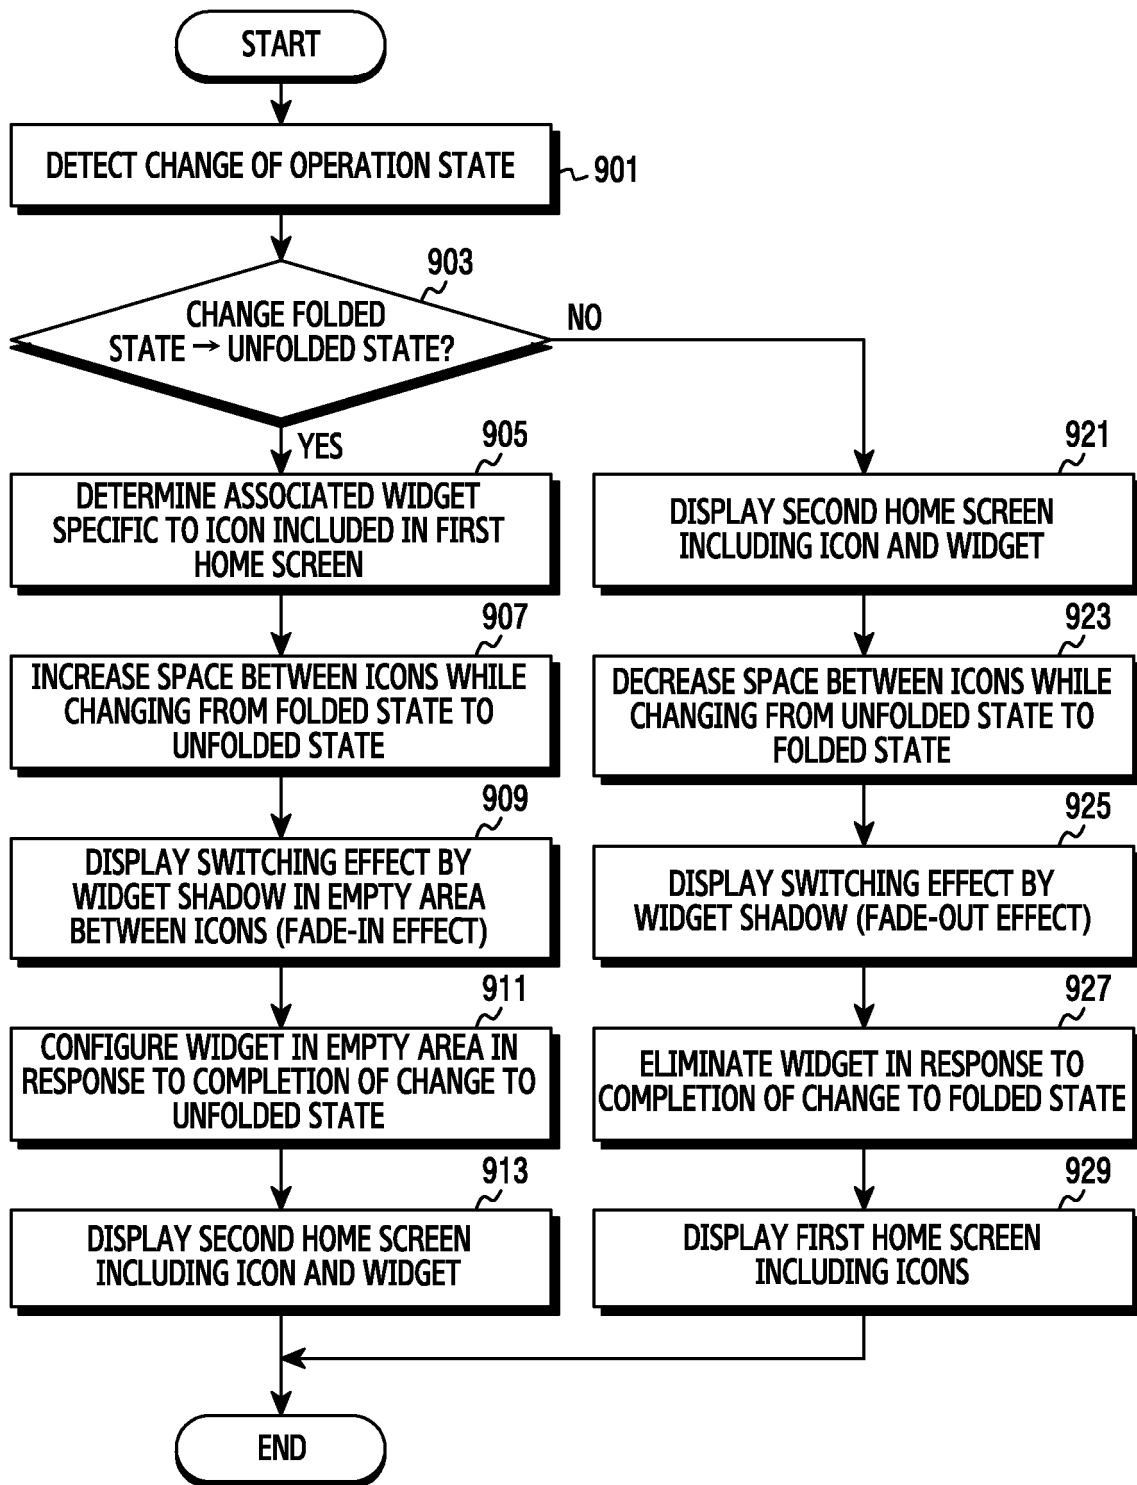 START
DETECT CHANGE OF OPERATION STATE
901
903
CHANGE FOLDED
STATE → UNFOLDED STATE?
NO
YES
905
DETERMINE ASSOCIATED WIDGET
SPECIFIC TO ICON INCLUDED IN FIRST
HOME SCREEN
907
INCREASE SPACE BETWEEN ICONS WHILE
CHANGING FROM FOLDED STATE TO
UNFOLDED STATE
909
DISPLAY SWITCHING EFFECT BY
WIDGET SHADOW IN EMPTY AREA
BETWEEN ICONS (FADE-IN EFFECT)
911
CONFIGURE WIDGET IN EMPTY AREA IN
RESPONSE TO COMPLETION OF CHANGE TO
UNFOLDED STATE
913
DISPLAY SECOND HOME SCREEN
INCLUDING ICON AND WIDGET
921
DISPLAY SECOND HOME SCREEN
INCLUDING ICON AND WIDGET
923
DECREASE SPACE BETWEEN ICONS WHILE
CHANGING FROM UNFOLDED STATE TO
FOLDED STATE
925
DISPLAY SWITCHING EFFECT BY
WIDGET SHADOW (FADE-OUT EFFECT)
927
ELIMINATE WIDGET IN RESPONSE TO
COMPLETION OF CHANGE TO FOLDED STATE
929
DISPLAY FIRST HOME SCREEN
INCLUDING ICONS
END